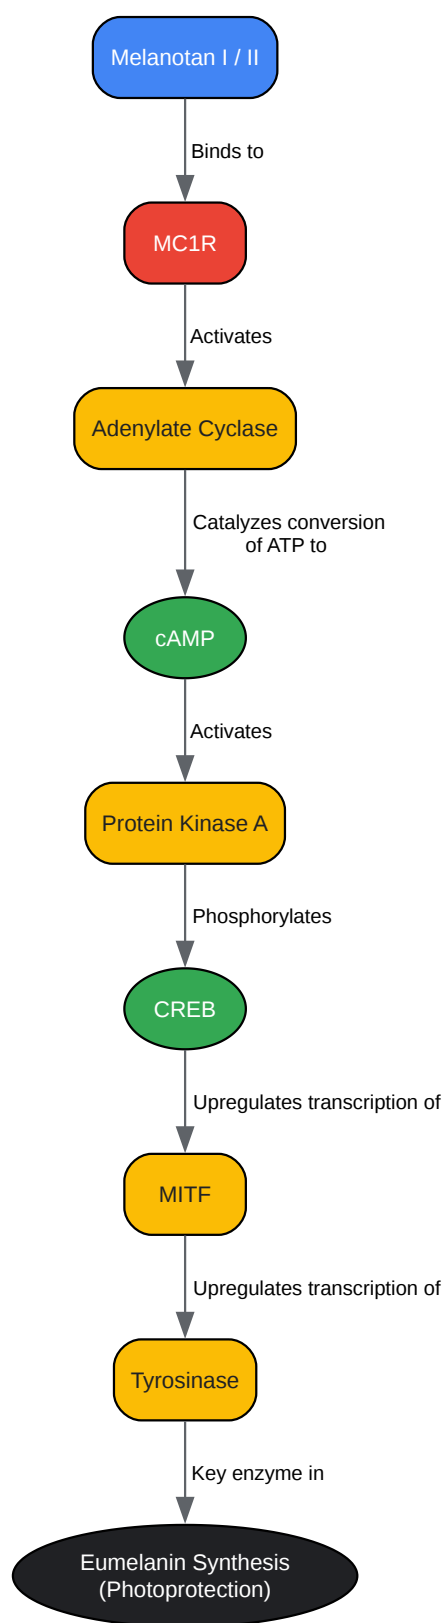 Melanotan I / II
Binds to
MC1R
Activates
Adenylate Cyclase
Catalyzes conversion
of ATP to
cAMP
Activates
Protein Kinase A
Phosphorylates
CREB
Upregulates transcription of
MITF
Upregulates transcription of
Tyrosinase
Key enzyme in
Eumelanin Synthesis
(Photoprotection)